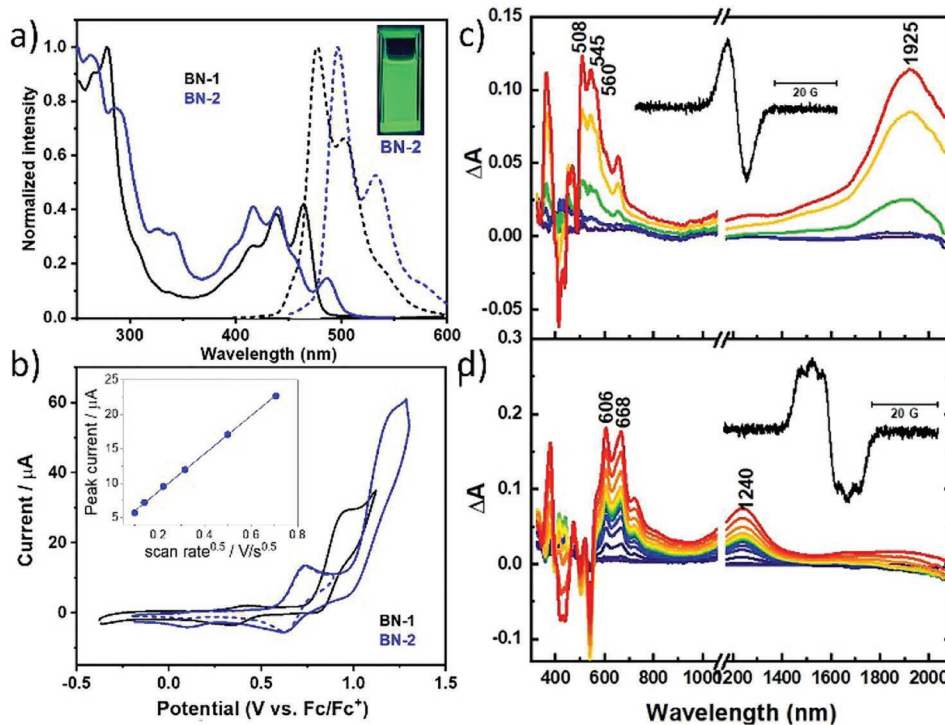 a)
BN-1
BN-2
BN-2
Normalized intensity
1.0
0.8
0.6
0.4
0.2
0.0
300
400
500
600
Wavelength (nm)
b)
Peak current / μA
25
20
15
10
5
0.2
0.4
0.6
0.8
scan rate^0.5 / V/s^0.5
Current / μA
60
40
20
0
BN-1
BN-2
-0.5
0.0
0.5
1.0
1.5
Potential (V vs. Fc/Fc⁺)
c)
508
545
560
1925
20 G
ΔA
0.15
0.10
0.05
0.00
-0.05
d)
606
668
1240
20 G
ΔA
0.3
0.2
0.1
0.0
-0.1
400
600
800
1000
1200
1400
1600
1800
2000
Wavelength (nm)